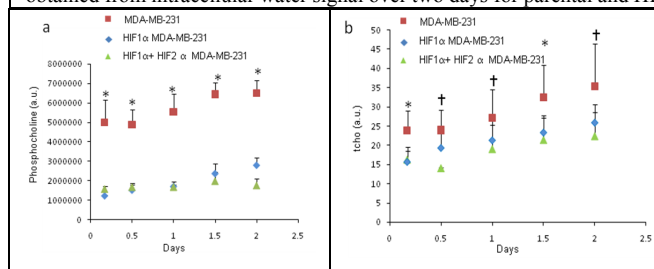 obtained from intracellular water signal over two days for parental and
a
MDA-MB-231
HIF1α MDA-MB-231
HIF1α+ HIF2 α MDA-MB-231
Phosphocholine (a.u.)
8000000
7000000
6000000
5000000
4000000
3000000
2000000
1000000
0
* * * * *
0 0.5 1 1.5 2 2.5
Days
b
MDA-MB-231
HIF1α MDA-MB-231
HIF1α+ HIF2 α MDA-MB-231
tcho (a.u.)
50
45
40
35
30
25
20
15
10
5
0
* † † * †
0 0.5 1 1.5 2 2.5
Days